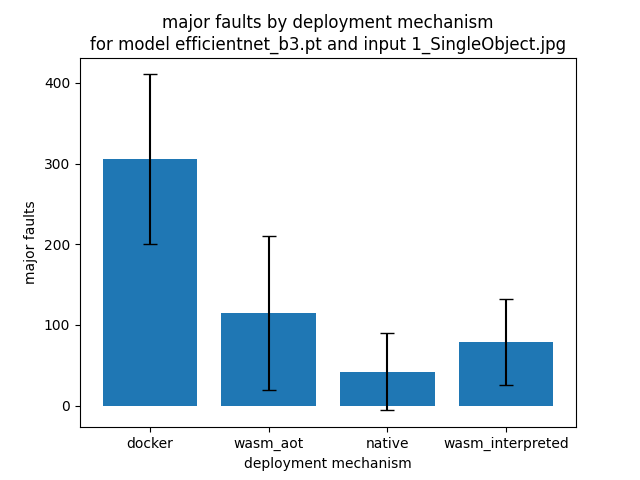 major faults by deployment mechanism
for model efficientnet_b3.pt and input 1_SingleObject.jpg
400
300
200
100
0
major faults
docker wasm_aot native wasm_interpreted
deployment mechanism